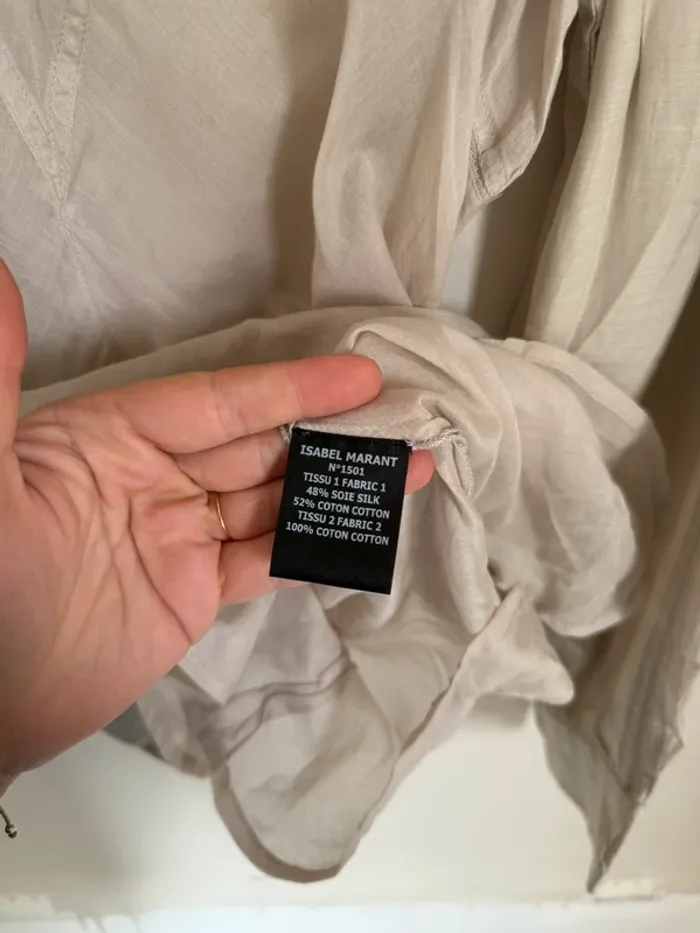 ISABEL MARANT
N°1501
TISSU 1 FABRIC 1
48% SOIE SILK
52% COTON COTTON
TISSU 2 FABRIC 2
100% COTON COTTON